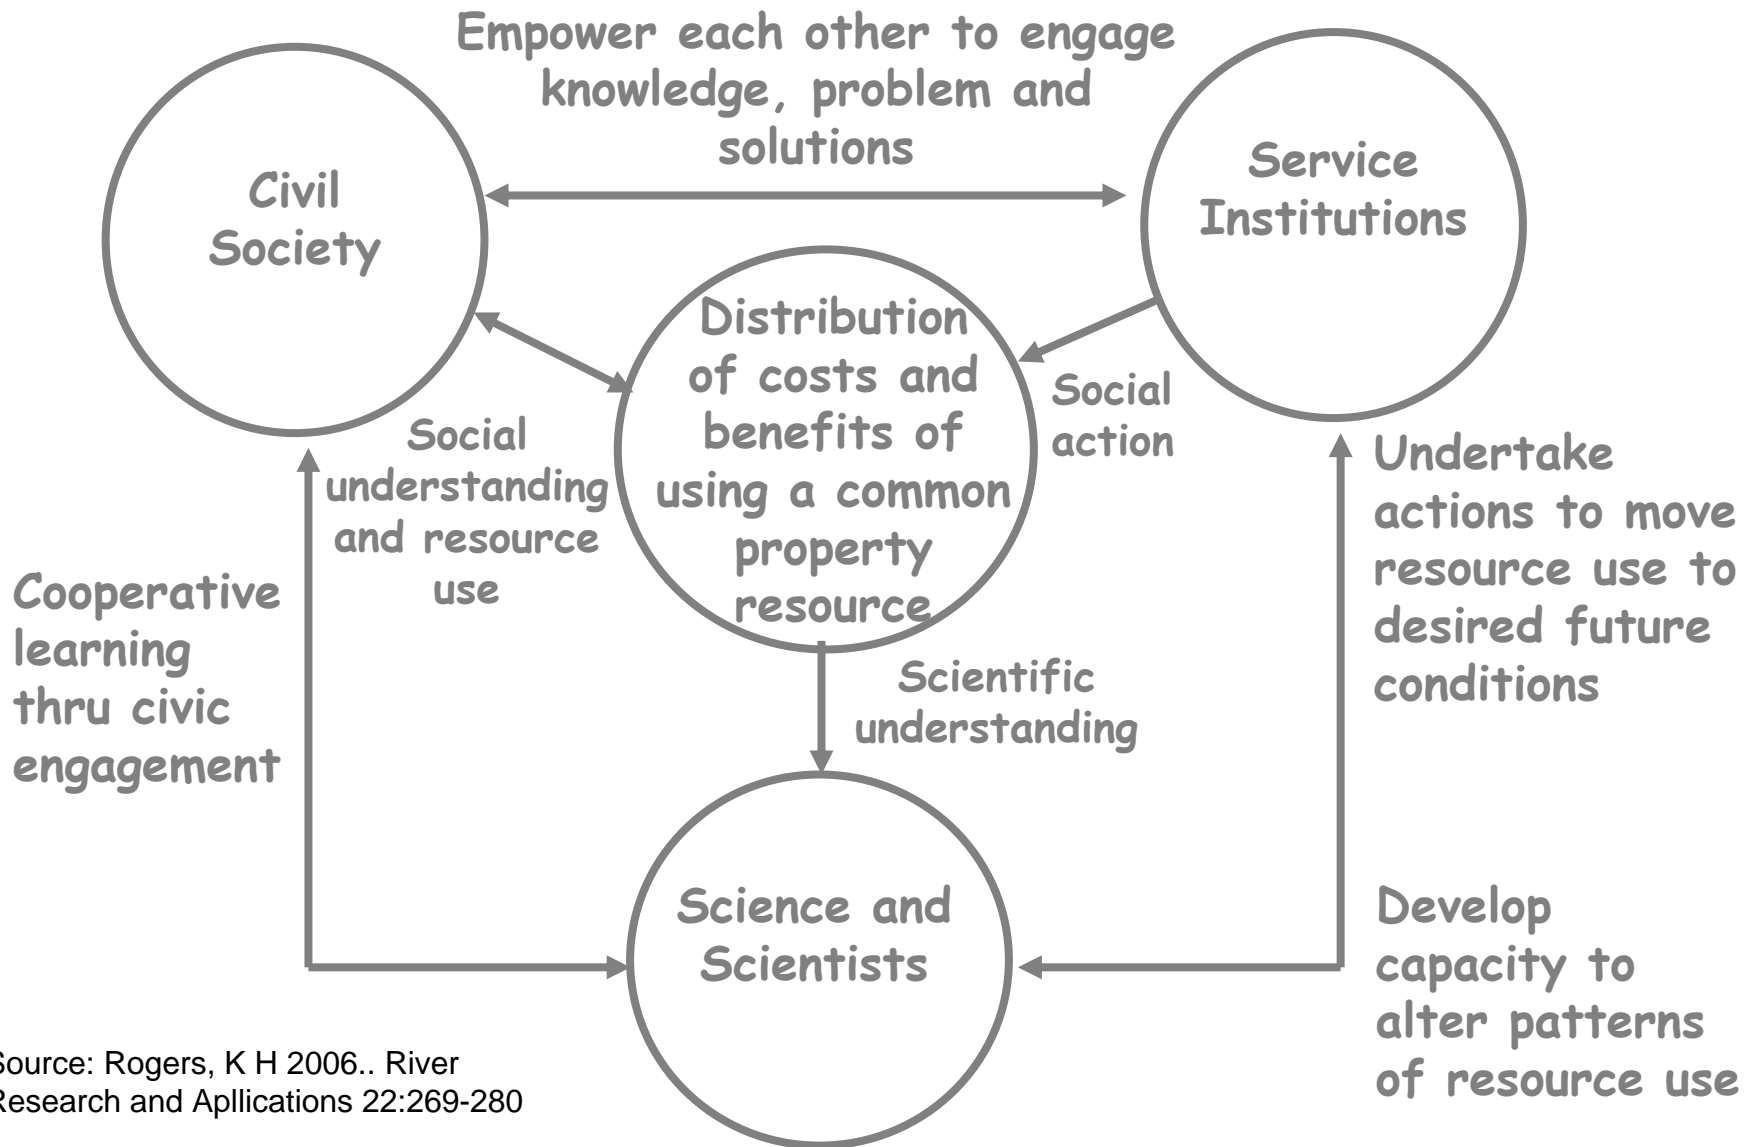 Empower each other to engage
knowledge, problem and
solutions
Civil
Society
Service
Institutions
Distribution
of costs and
benefits of
using a common
property
resource
Social
action
Social
understanding
and resource
use
Undertake
actions to move
resource use to
desired future
conditions
Cooperative
learning
thru civic
engagement
Scientific
understanding
Science and
Scientists
Develop
capacity to
alter patterns
of resource use
Source: Rogers, K H 2006.. River
Research and Apllications 22:269-280